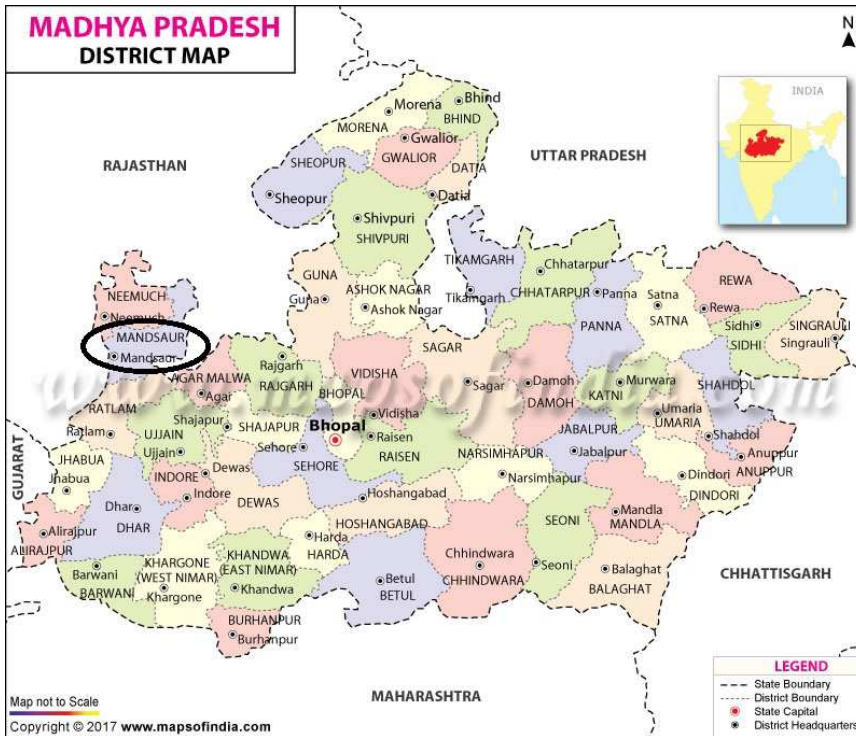 MADHYA PRADESH
DISTRICT MAP
N
INDIA
RAJASTHAN
UTTAR PRADESH
Morena
MORENA
Bhind
BHIND
Gwalior
GWALIOR
SHEOPUR
Sheopur
DATIA
Datia
Shivpuri
SHIVPURI
TIKAMGARH
Tikamgarh
Chhatarpur
CHHATARPUR
Panna
PANNA
Satna
SATNA
REWA
Rewa
Sidhi
SIDHI
SINGRAULI
Singrauli
GUNA
Guna
ASHOK NAGAR
Ashok Nagar
NEEMUCH
Neemuch
MANDSAUR
Mandsaur
SAGAR
Sagar
AGAR MALWA
Agar
Rajgarh
RAJGARH
VIDISHA
Vidisha
BHOPAL
Bhopal
Damoh
DAMOH
Murwara
KATNI
SHAHDOL
Shahdol
Umaria
UMARIA
www.mapsofindia.com
RATLAM
Ratlam
UJJAIN
Ujjain
Shajapur
SHAJAPUR
Sehore
SEHORE
Raisen
RAISEN
JABALPUR
Jabalpur
Anuppur
ANUPPUR
GUJARAT
JHABUA
Jhabua
INDORE
Indore
Dewas
DEWAS
NARSIMHAPUR
Narsimhapur
Dindori
DINDORI
Dhar
DHAR
Hoshangabad
HOSHANGABAD
Alirajpur
ALIRAJPUR
SEONI
Seoni
Mandla
MANDLA
Harda
HARDA
KHARGONE
(WEST NIMAR)
Khargone
KHANDWA
(EAST NIMAR)
Khandwa
Barwani
BARWANI
Chhindwara
CHHINDWARA
Betul
BETUL
Balaghat
BALAGHAT
BURHANPUR
Burhanpur
CHHATTISGARH
MAHARASHTRA
LEGEND
State Boundary
District Boundary
State Capital
District Headquarters
Map not to Scale
Copyright © 2017 www.mapsofindia.com